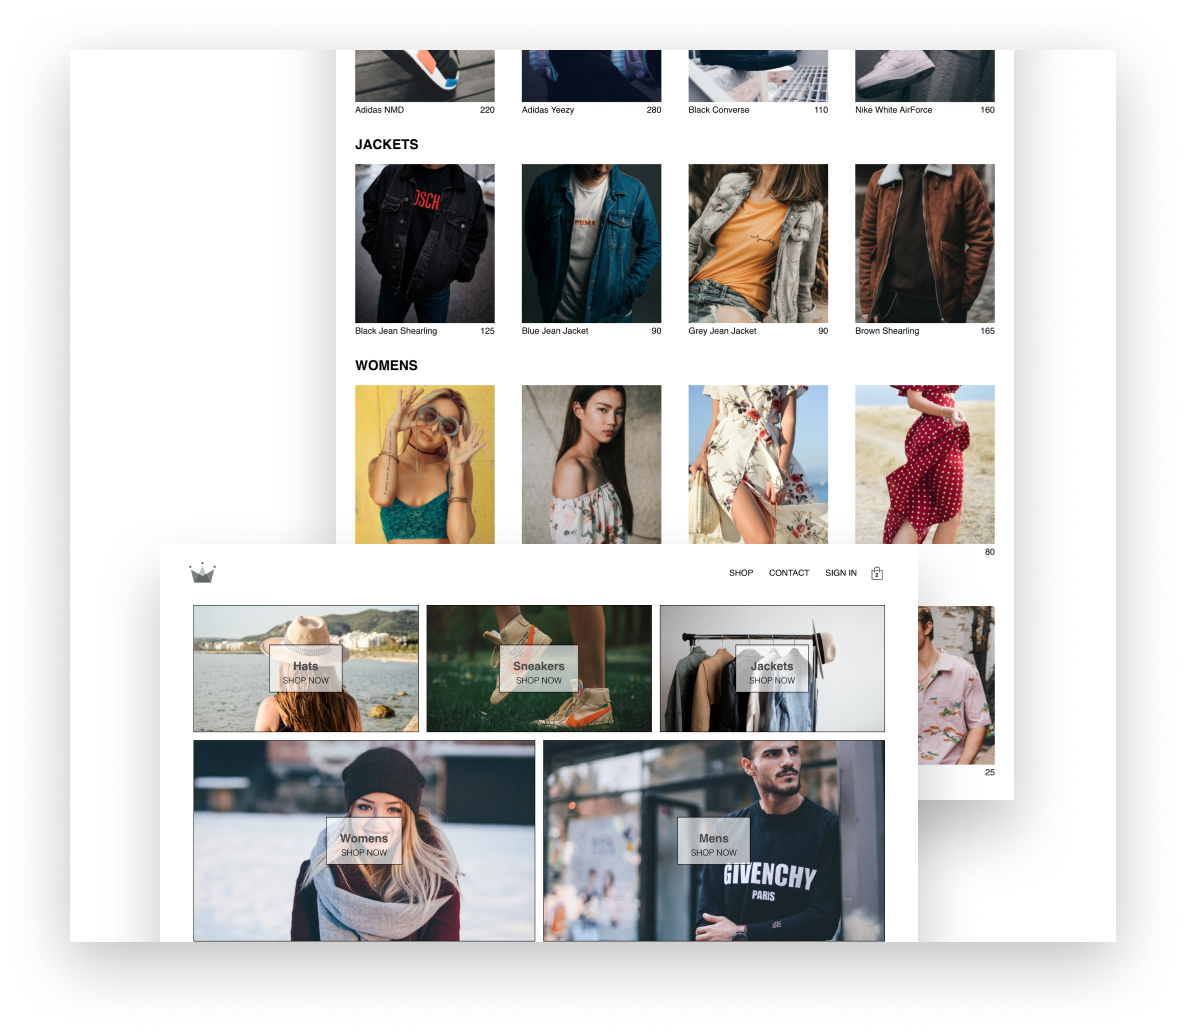 Adidas NMD 220
Adidas Yeezy 280
Black Converse 110
Nike White AirForce 160
JACKETS
OSCH
PUMA
Black Jean Shearling 125
Blue Jean Jacket 90
Grey Jean Jacket 90
Brown Shearling 165
WOMENS
80
SHOP
CONTACT
SIGN IN
2
Hats
SHOP NOW
Sneakers
SHOP NOW
Jackets
SHOP NOW
25
Womens
SHOP NOW
Mens
SHOP NOW
GIVENCHY
PARIS